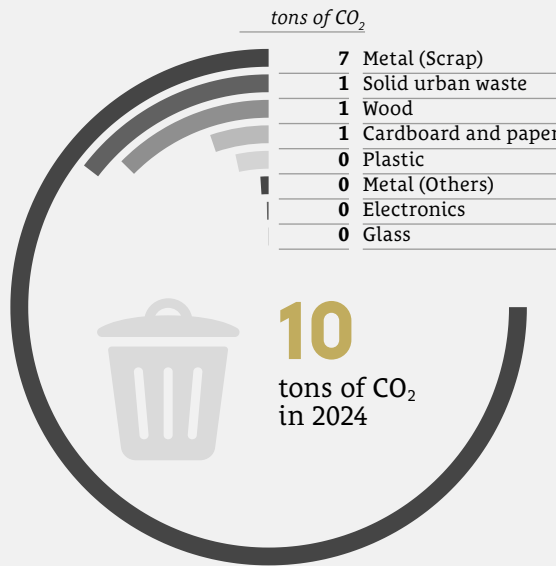 tons of CO₂
7 Metal (Scrap)
1 Solid urban waste
1 Wood
1 Cardboard and paper
0 Plastic
0 Metal (Others)
0 Electronics
0 Glass
10
tons of CO₂
in 2024